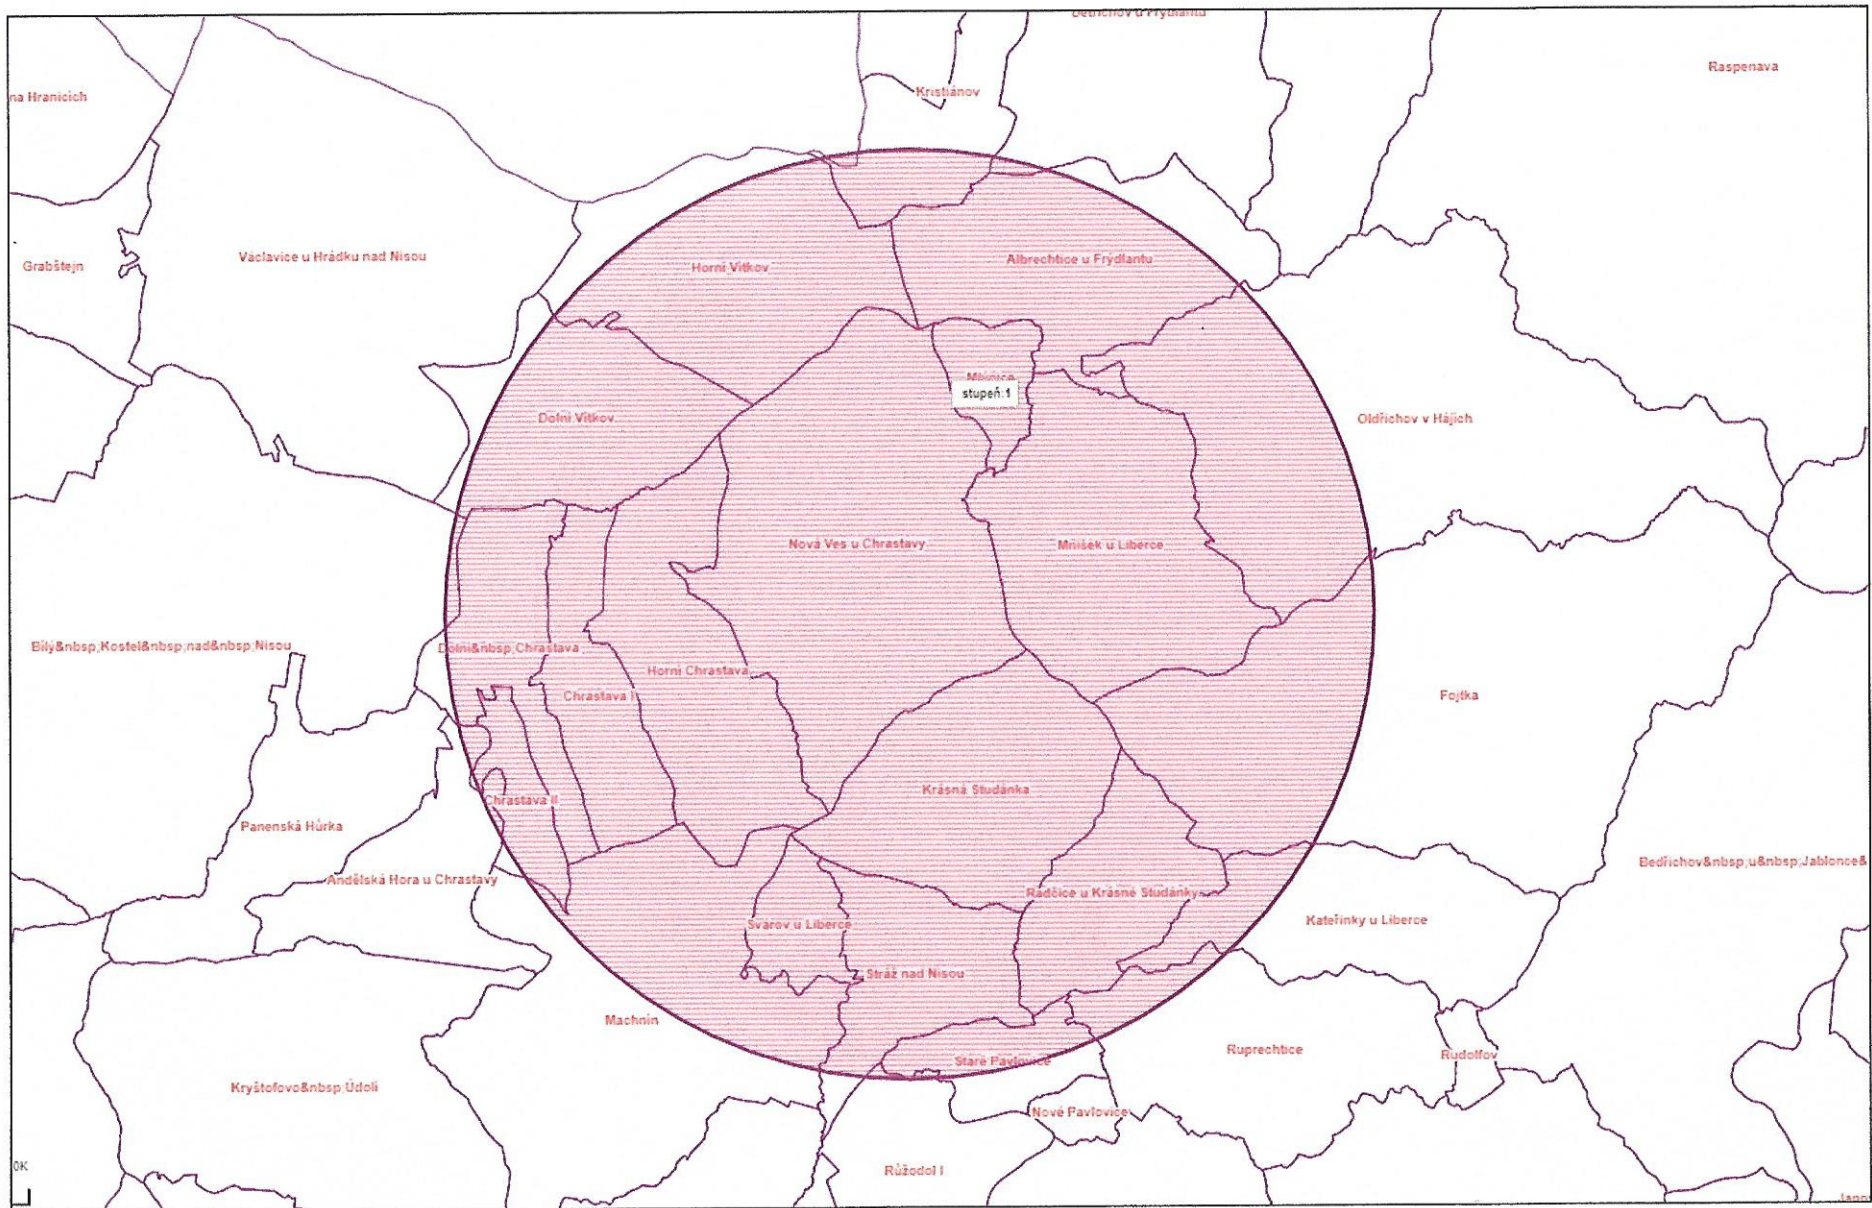 Raspenava
Kristiánov
na Hranicích
Václavice u Hrádku nad Nisou
Albrechtice u Frýdlantu
Grabštejn
Horní Vítkov
stupeň:1
Dolní Vítkov
Oldřichov v Hájích
Nová Ves u Chrastavy
Mníšek u Liberce
Bílý&nbsp;Kostel&nbsp;nad&nbsp;Nisou
Dolní&nbsp;Chrastava
Horní Chrastava
Chrastava I
Fojtka
Krásná Studánka
Chrastava II
Panenská Hůrka
Bedřichov&nbsp;u&nbsp;Jablonce&
Andělská Hora u Chrastavy
Radčice u Krásné Studánky
Kateřinky u Liberce
Svárov u Liberce
Stráž nad Nisou
Machnín
Ruprechtice
Rudolfov
Staré Pavlovice
Kryštofovo&nbsp;Údolí
Nové Pavlovice
0K
Růžodol I